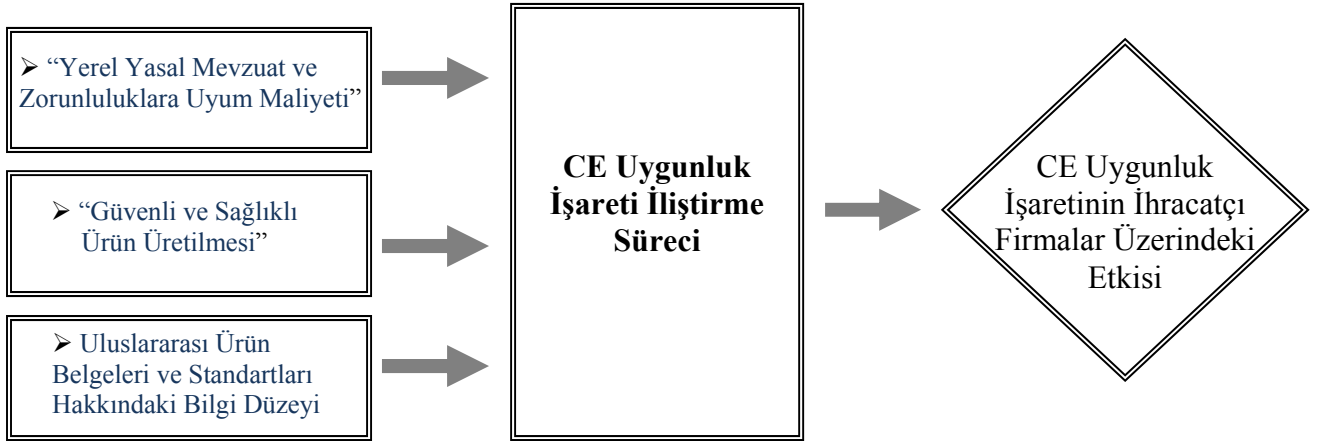 ➢ “Yerel Yasal Mevzuat ve
Zorunluluklara Uyum Maliyeti”
➢ “Güvenli ve Sağlıklı
Ürün Üretilmesi”
➢ Uluslararası Ürün
Belgeleri ve Standartları
Hakkındaki Bilgi Düzeyi
CE Uygunluk
İşareti İliştirme
Süreci
CE Uygunluk
İşaretinin İhracatçı
Firmalar Üzerindeki
Etkisi